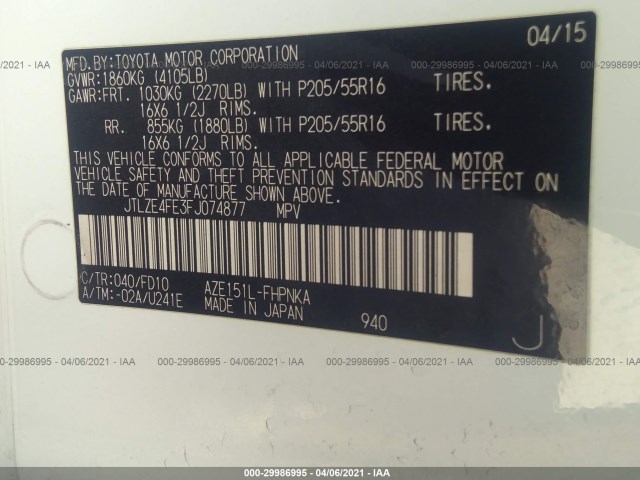 MFD.BY:TOYOTA MOTOR CORPORATION 04/15
GVWR:1860KG (4105LB)
GAWR:FRT. 1030KG (2270LB) WITH P205/55R16 TIRES.
16X6 1/2J RIMS.
RR. 855KG (1880LB) WITH P205/55R16 TIRES.
16X6 1/2J RIMS.
THIS VEHICLE CONFORMS TO ALL APPLICABLE FEDERAL MOTOR
VEHICLE SAFETY AND THEFT PREVENTION STANDARDS IN EFFECT ON
THE DATE OF MANUFACTURE SHOWN ABOVE.
JTLZE4FE3FJ074877 MPV
C/TR:040/FD10 AZE151L-FHPNKA
A/TM:-02A/U241E MADE IN JAPAN 940 J
000-29986995 - 04/06/2021 - IAA